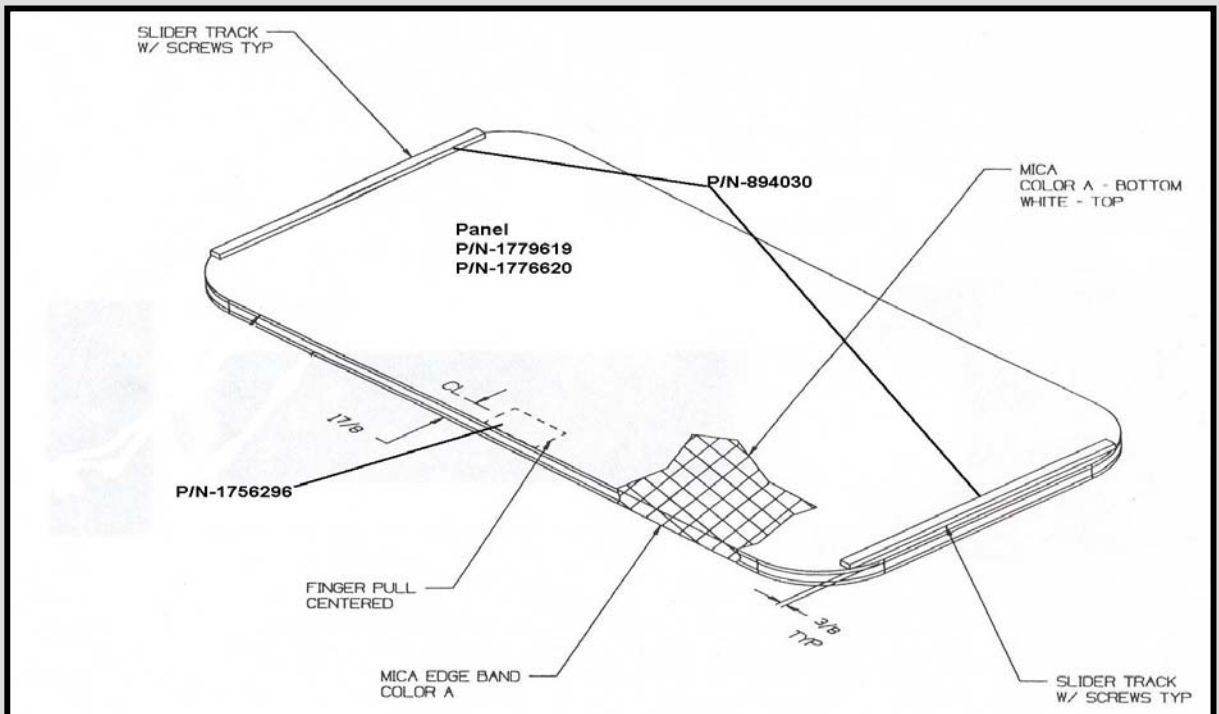 SLIDER TRACK
W/ SCREWS TYP
P/N-894030
MICA
COLOR A - BOTTOM
WHITE - TOP
Panel
P/N-1779619
P/N-1776620
CL
17/8
P/N-1756296
FINGER PULL
CENTERED
3/8
TYP
MICA EDGE BAND
COLOR A
SLIDER TRACK
W/ SCREWS TYP